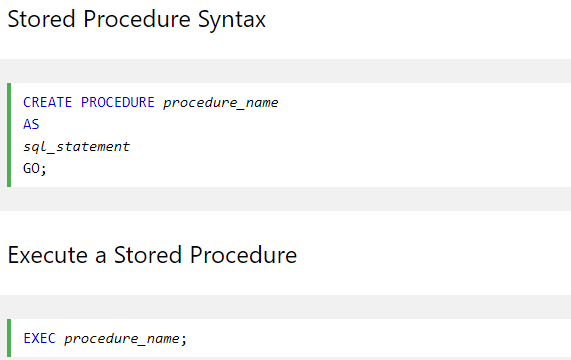 Stored Procedure Syntax
CREATE PROCEDURE procedure_name
AS
sql_statement
GO;
Execute a Stored Procedure
EXEC procedure_name;